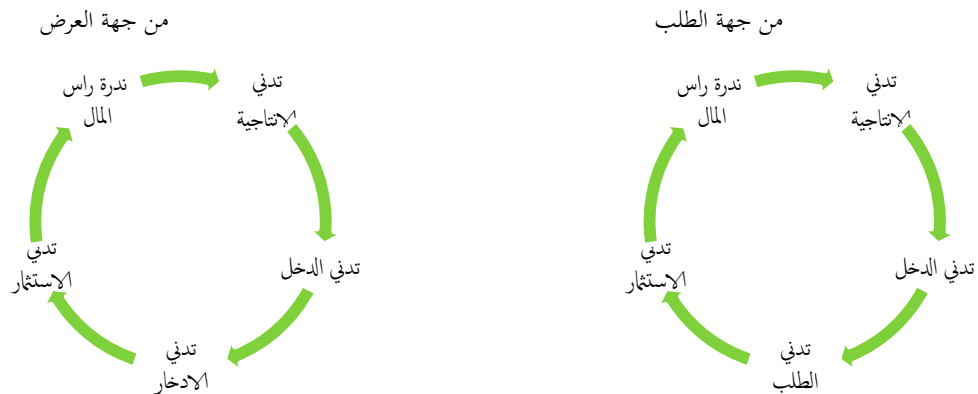 من جهة الطلب
ندرة راس
المال
تدني
الانتاجية
تدني الدخل
تدني
الطلب
تدني
الاستثمار
من جهة العرض
ندرة راس
المال
تدني
الانتاجية
تدني الدخل
تدني
الادخار
تدني
الاستثمار